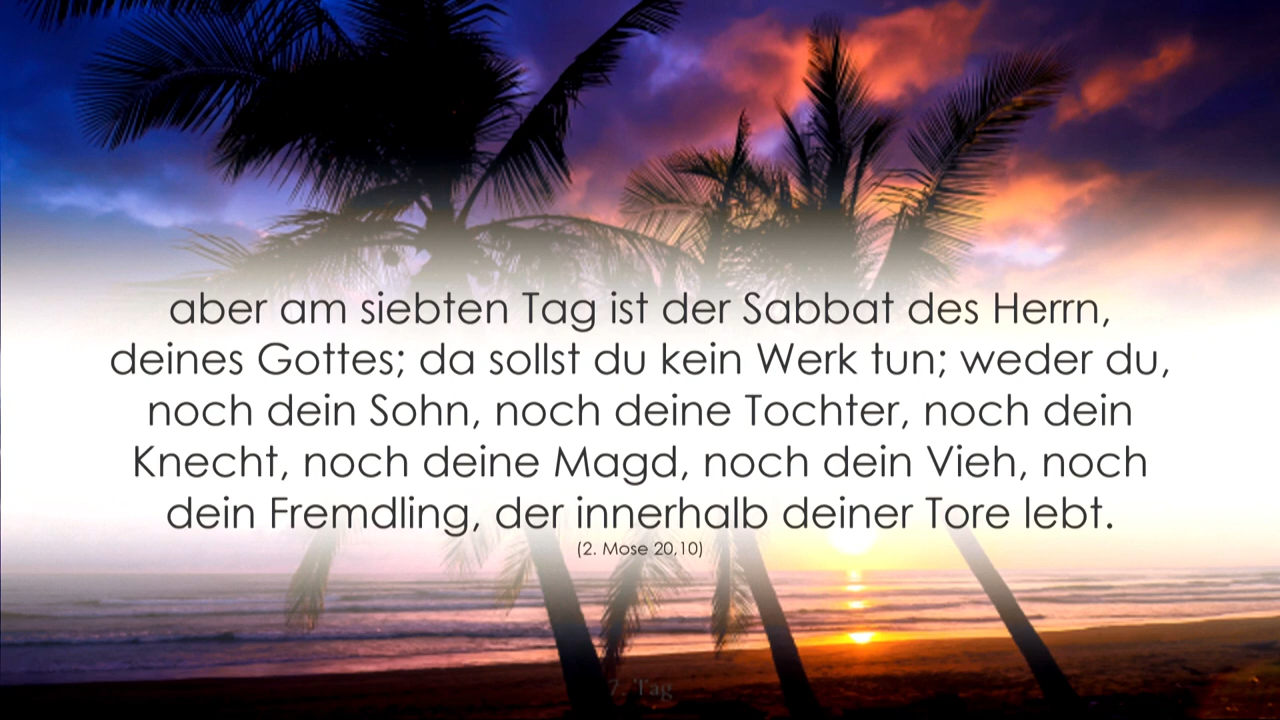 aber am siebten Tag ist der Sabbat des Herrn,
deines Gottes; da sollst du kein Werk tun; weder du,
noch dein Sohn, noch deine Tochter, noch dein
Knecht, noch deine Magd, noch dein Vieh, noch
dein Fremdling, der innerhalb deiner Tore lebt.
(2. Mose 20,10)
7. Tag